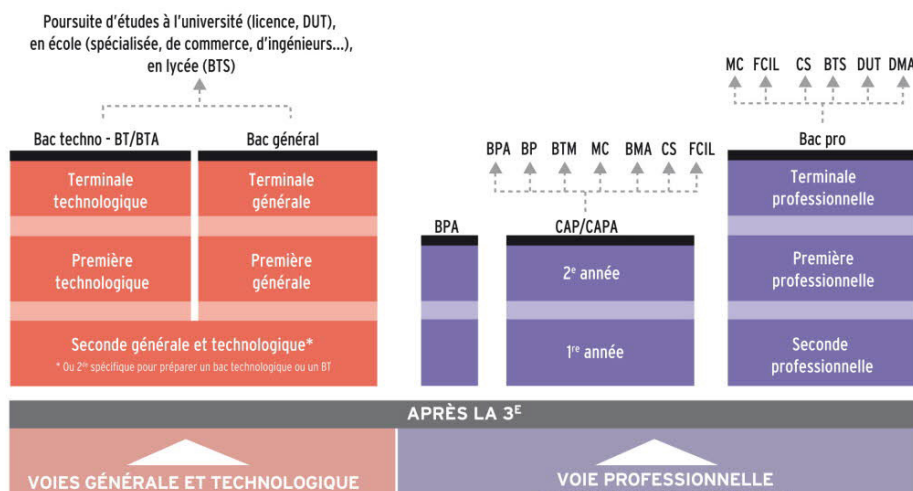 Poursuite d'études à l'université (licence, DUT),
en école (spécialisée, de commerce, d'ingénieurs...),
en lycée (BTS)
Bac techno - BT/BTA
Bac général
Terminale
technologique
Terminale
générale
Première
technologique
Première
générale
Seconde générale et technologique*
* Ou 2de spécifique pour préparer un bac technologique ou un BT
BPA
BPA BP BTM MC BMA CS FCIL
CAP/CAPA
2e année
1re année
MC FCIL CS BTS DUT DMA
Bac pro
Terminale
professionnelle
Première
professionnelle
Seconde
professionnelle
APRÈS LA 3E
VOIES GÉNÉRALE ET TECHNOLOGIQUE
VOIE PROFESSIONNELLE